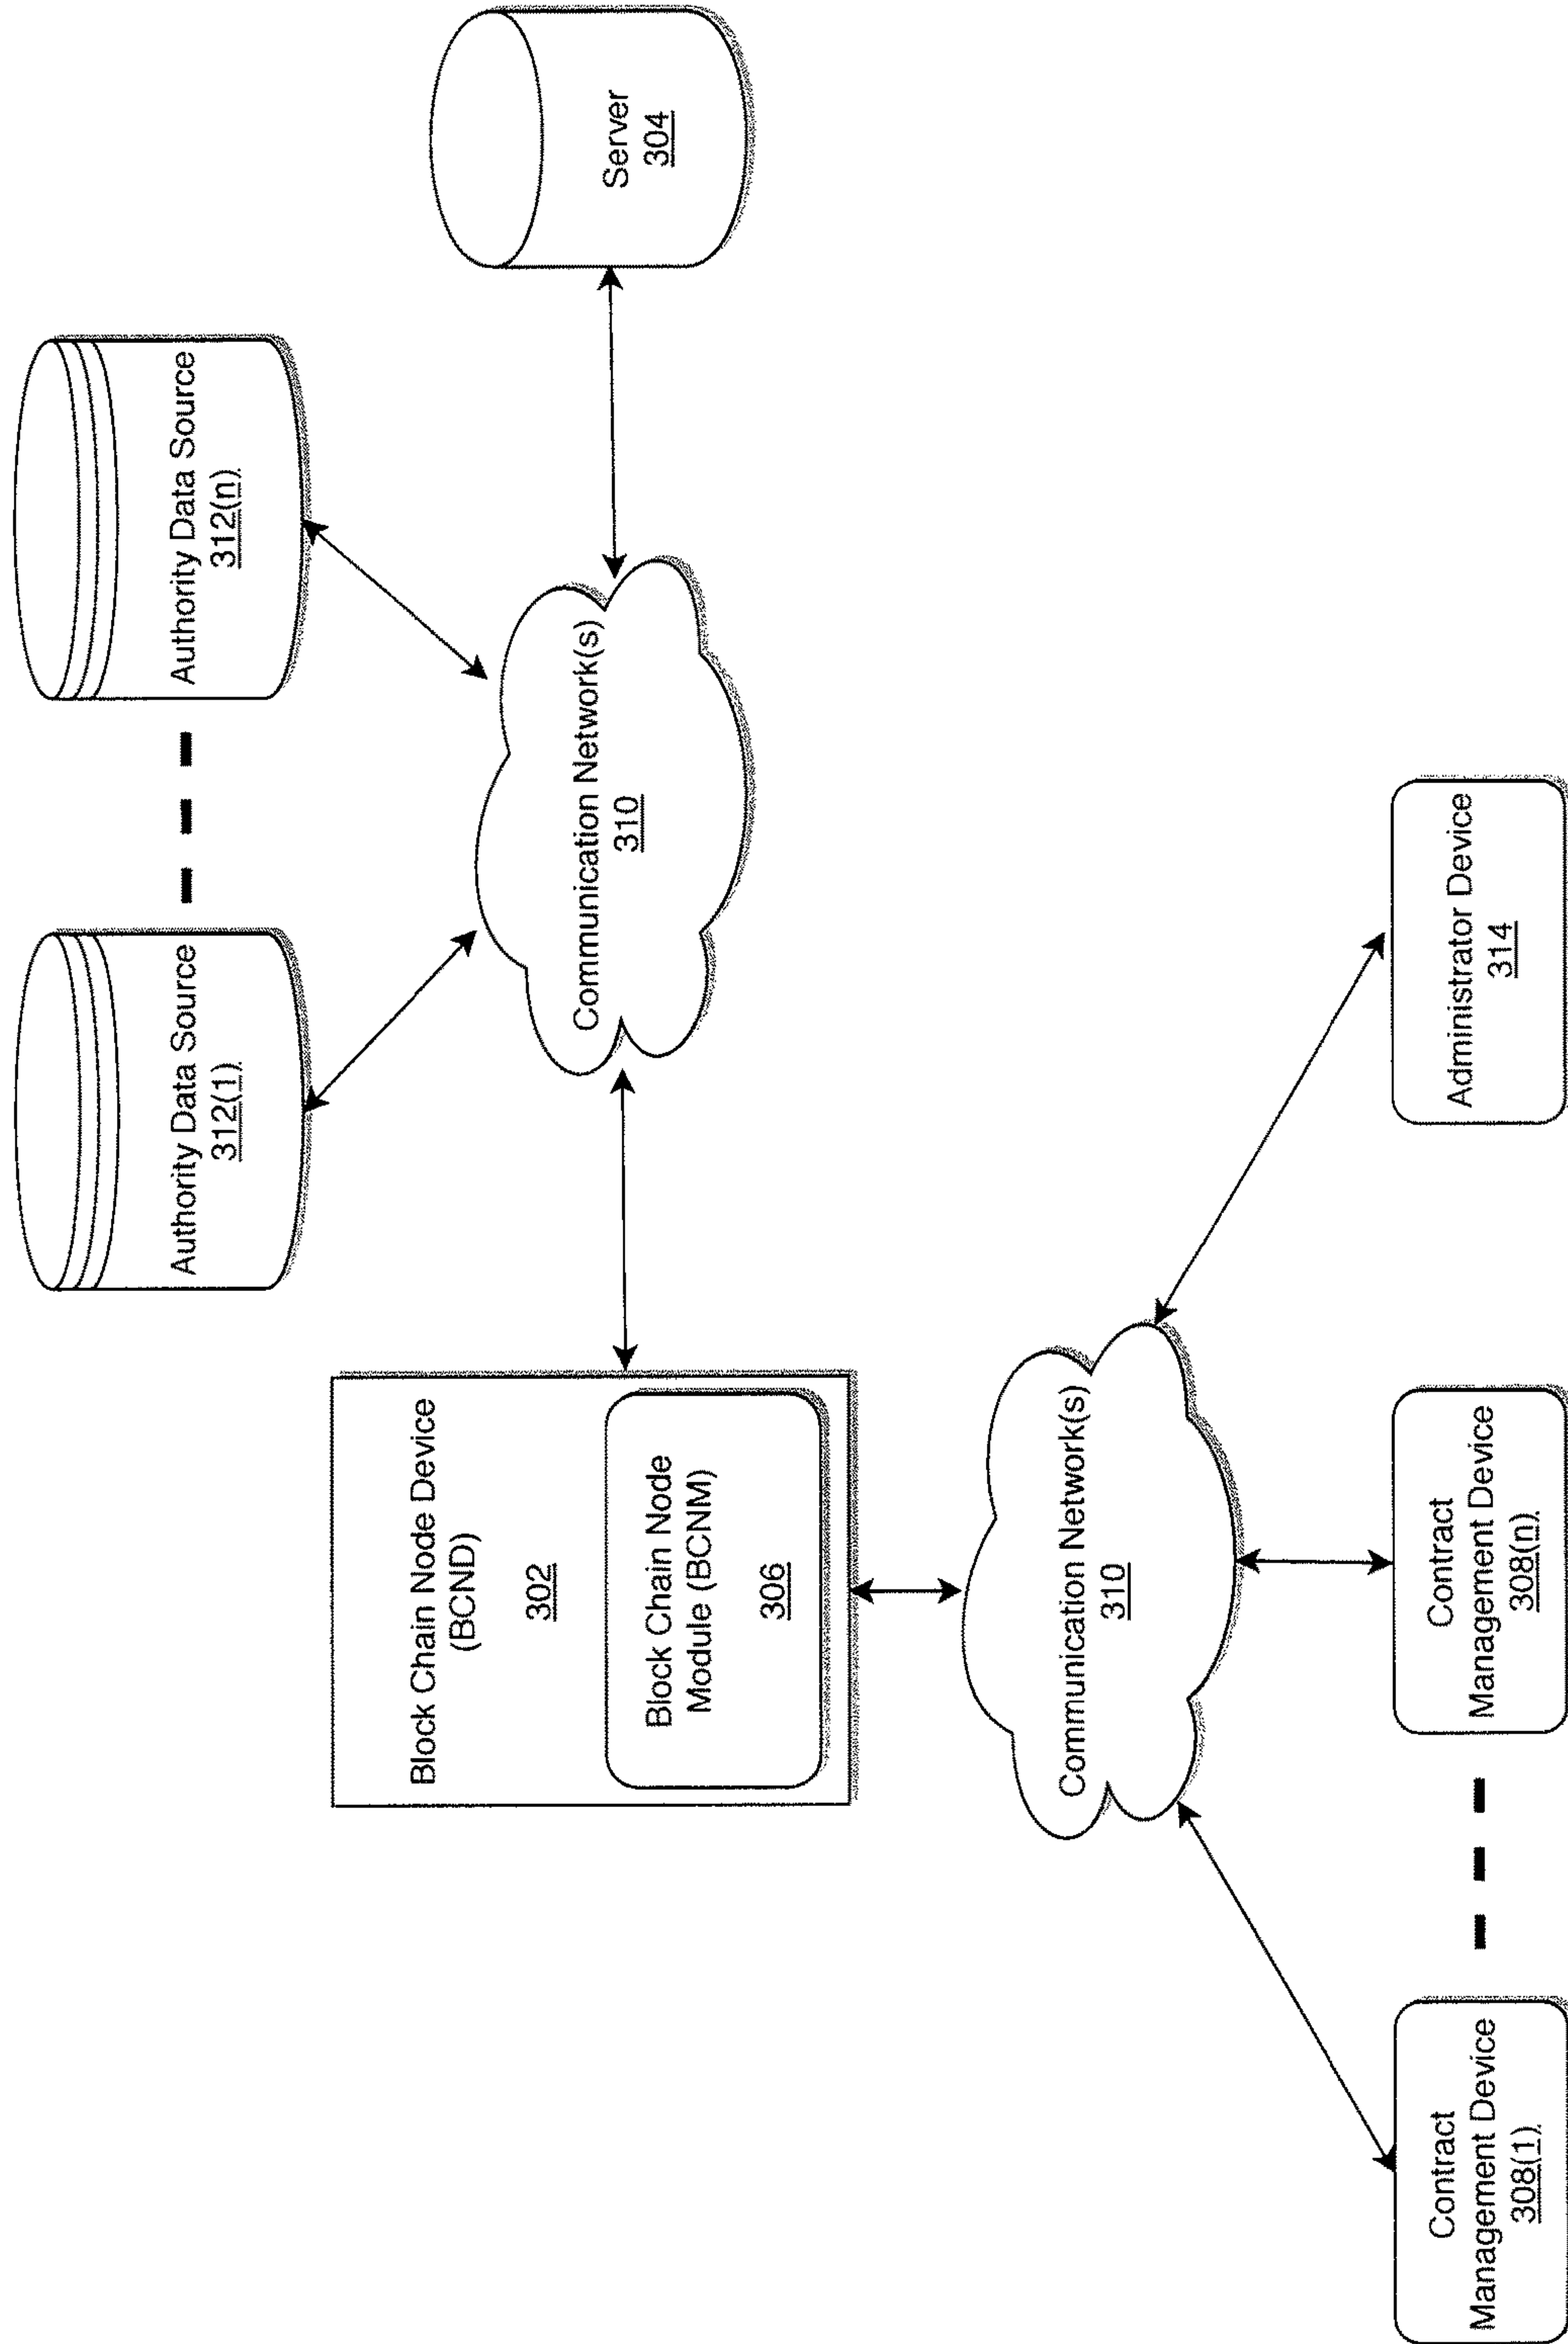 Authority Data Source
312(1)
Authority Data Source
312(n)
Block Chain Node Device
(BCND)
302
Block Chain Node
Module (BCNM)
306
Communication Network(s)
310
Server
304
Communication Network(s)
310
Contract
Management Device
308(1)
Contract
Management Device
308(n)
Administrator Device
314